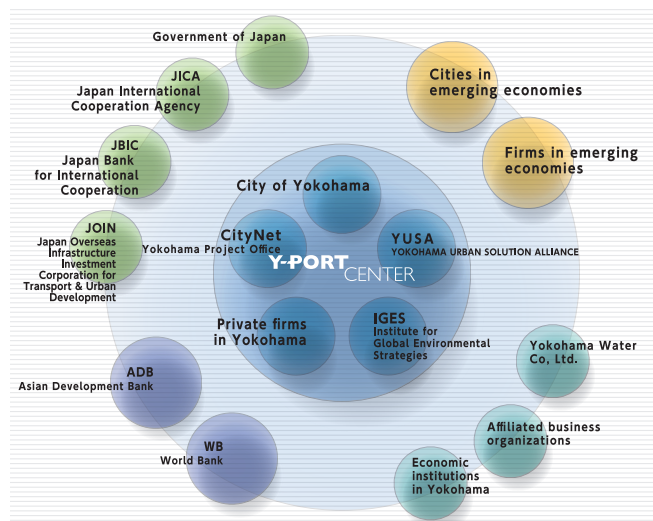 Government of Japan
JICA
Japan International
Cooperation Agency
JBIC
Japan Bank
for International
Cooperation
JOIN
Japan Overseas
Infrastructure
Investment
Corporation for
Transport & Urban
Development
ADB
Asian Development Bank
WB
World Bank
Cities in
emerging economies
Firms in emerging
economies
City of Yokohama
CityNet
Yokohama Project Office
YUSA
YOKOHAMA URBAN SOLUTION ALLIANCE
Y-PORT
CENTER
Private firms
in Yokohama
IGES
Institute for
Global Environmental
Strategies
Yokohama Water
Co, Ltd.
Affiliated business
organizations
Economic
institutions
in Yokohama